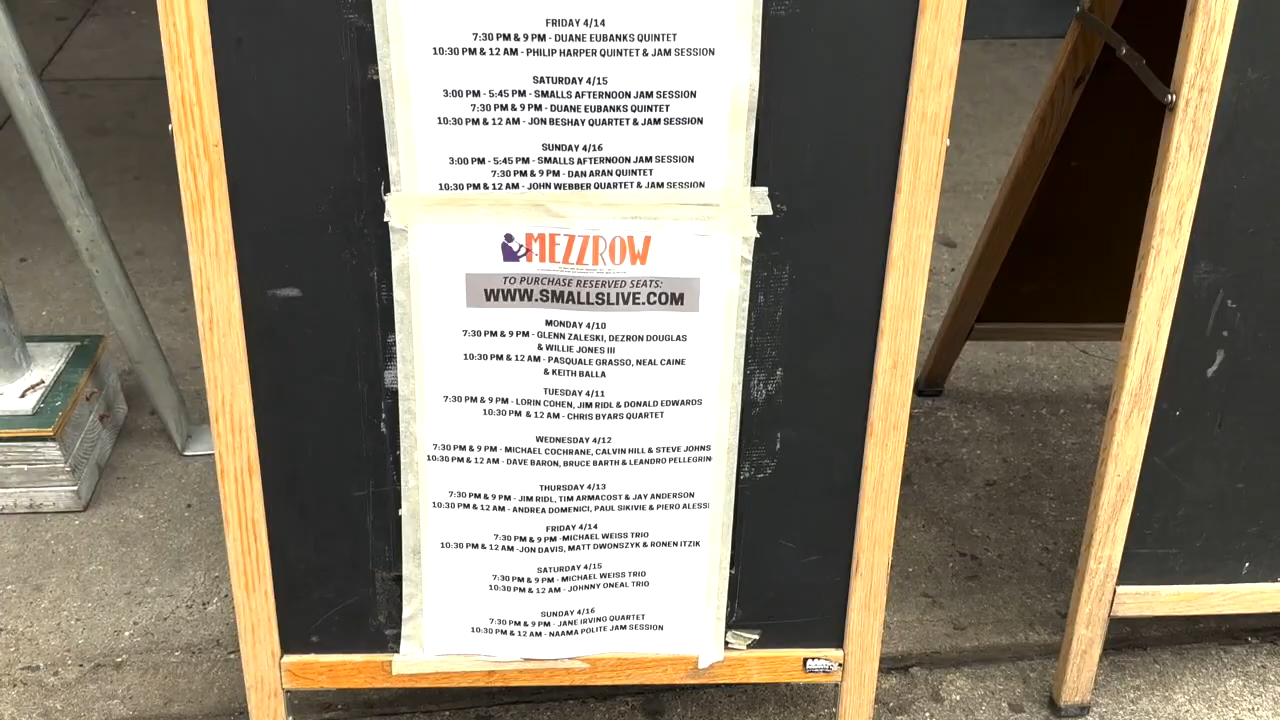 FRIDAY 4/14
7:30 PM & 9 PM - DUANE EUBANKS QUINTET
10:30 PM & 12 AM - PHILIP HARPER QUINTET & JAM SESSION
SATURDAY 4/15
3:00 PM - 5:45 PM - SMALLS AFTERNOON JAM SESSION
7:30 PM & 9 PM - DUANE EUBANKS QUINTET
10:30 PM & 12 AM - JON BESHAY QUARTET & JAM SESSION
SUNDAY 4/16
3:00 PM - 5:45 PM - SMALLS AFTERNOON JAM SESSION
7:30 PM & 9 PM - DAN ARAN QUINTET
10:30 PM & 12 AM - JOHN WEBBER QUARTET & JAM SESSION
MEZZROW
TO PURCHASE RESERVED SEATS:
WWW.SMALLSLIVE.COM
MONDAY 4/10
7:30 PM & 9 PM - GLENN ZALESKI, DEZRON DOUGLAS
& WILLIE JONES III
10:30 PM & 12 AM - PASQUALE GRASSO, NEAL CAINE
& KEITH BALLA
TUESDAY 4/11
7:30 PM & 9 PM - LORIN COHEN, JIM RIDL & DONALD EDWARDS
10:30 PM & 12 AM - CHRIS BYARS QUARTET
WEDNESDAY 4/12
7:30 PM & 9 PM - MICHAEL COCHRANE, CALVIN HILL & STEVE JOHNS
10:30 PM & 12 AM - DAVE BARON, BRUCE BARTH & LEANDRO PELLEGRIN
THURSDAY 4/13
7:30 PM & 9 PM - JIM RIDL, TIM ARMACOST & JAY ANDERSON
10:30 PM & 12 AM - ANDREA DOMENICI, PAUL SIKIVIE & PIERO ALESSI
FRIDAY 4/14
7:30 PM & 9 PM -MICHAEL WEISS TRIO
10:30 PM & 12 AM -JON DAVIS, MATT DWONSZYK & RONEN ITZIK
SATURDAY 4/15
7:30 PM & 9 PM - MICHAEL WEISS TRIO
10:30 PM & 12 AM - JOHNNY ONEAL TRIO
SUNDAY 4/16
7:30 PM & 9 PM - JANE IRVING QUARTET
10:30 PM & 12 AM - NAAMA POLITE JAM SESSION